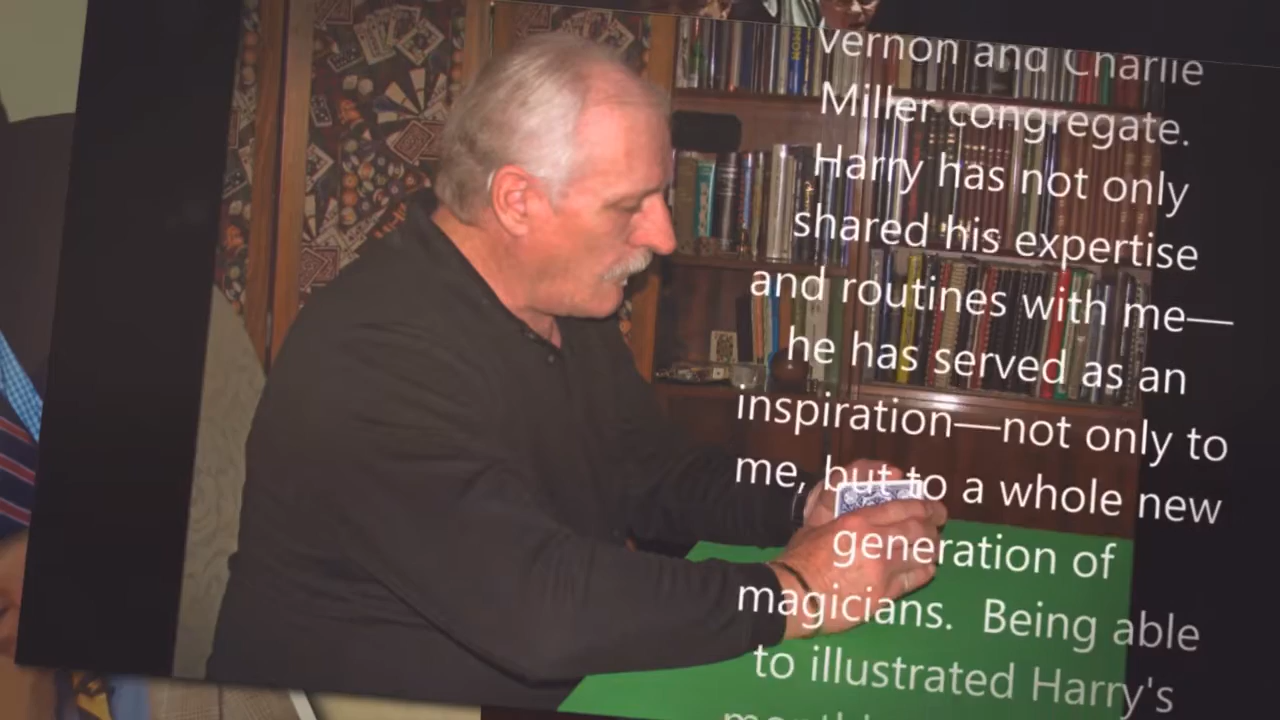 vernon and Charlie
Miller congregate.
Harry has not only
shared his expertise
and routines with me—
he has served as an
inspiration—not only to
me, but to a whole new
generation of
magicians.  Being able
to illustrated Harry's